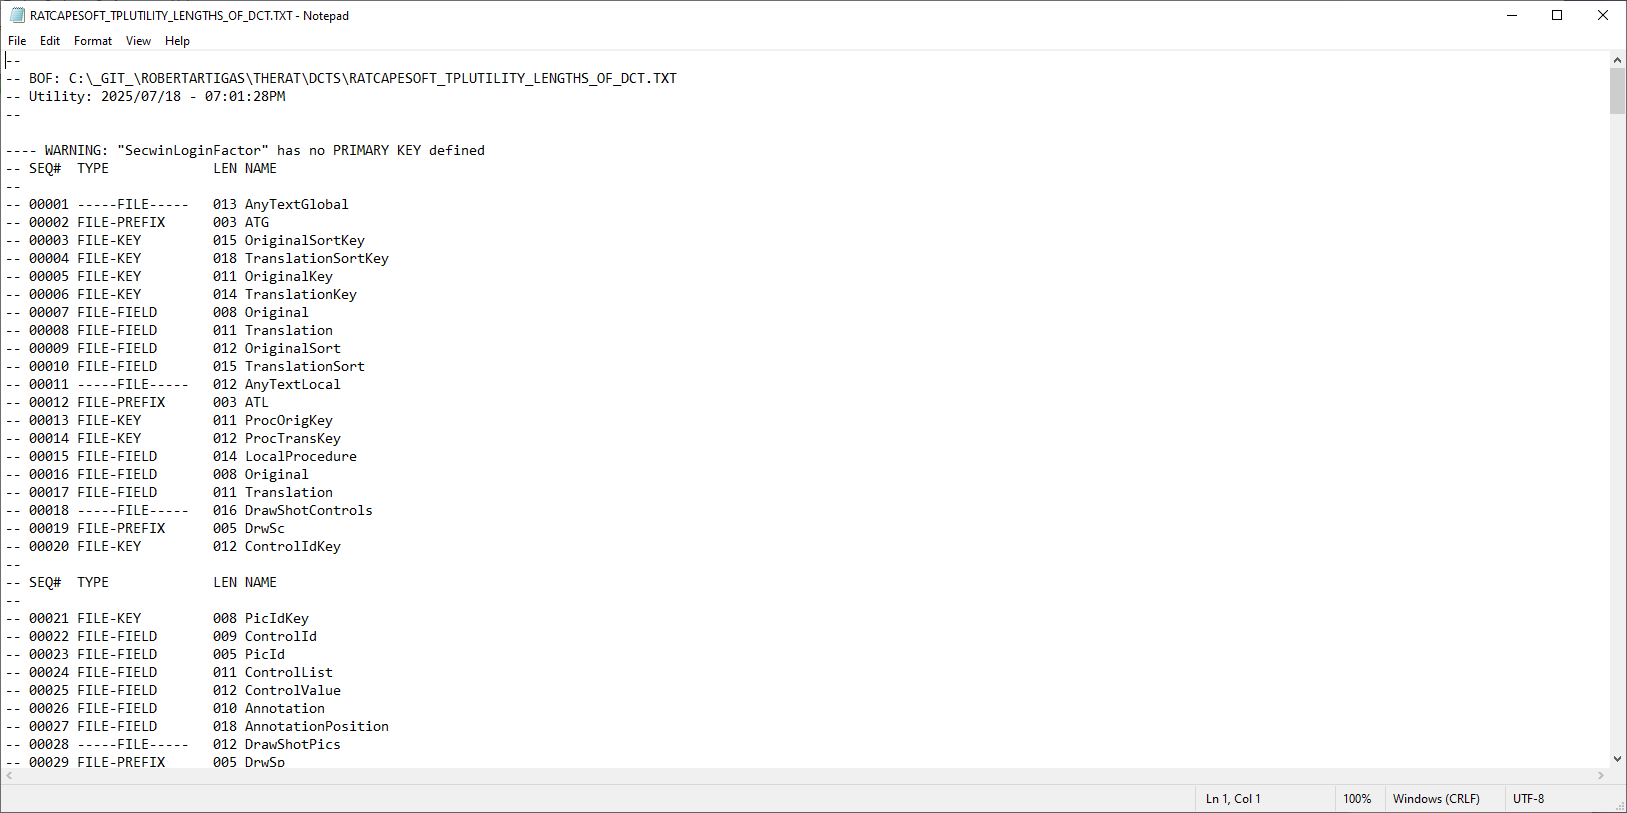 RATCAPESOFT_TPLUTILITY_LENGTHS_OF_DCT.TXT - Notepad
File Edit Format View Help
--
-- BOF: C:\_GIT_\ROBERTARTIGAS\THERAT\DCTS\RATCAPESOFT_TPLUTILITY_LENGTHS_OF_DCT.TXT
-- Utility: 2025/07/18 - 07:01:28PM
--
---- WARNING: "SecwinLoginFactor" has no PRIMARY KEY defined
-- SEQ#  TYPE             LEN NAME
--
-- 00001 -----FILE-----   013 AnyTextGlobal
-- 00002 FILE-PREFIX      003 ATG
-- 00003 FILE-KEY         015 OriginalSortKey
-- 00004 FILE-KEY         018 TranslationSortKey
-- 00005 FILE-KEY         011 OriginalKey
-- 00006 FILE-KEY         014 TranslationKey
-- 00007 FILE-FIELD       008 Original
-- 00008 FILE-FIELD       011 Translation
-- 00009 FILE-FIELD       012 OriginalSort
-- 00010 FILE-FIELD       015 TranslationSort
-- 00011 -----FILE-----   012 AnyTextLocal
-- 00012 FILE-PREFIX      003 ATL
-- 00013 FILE-KEY         011 ProcOrigKey
-- 00014 FILE-KEY         012 ProcTransKey
-- 00015 FILE-FIELD       014 LocalProcedure
-- 00016 FILE-FIELD       008 Original
-- 00017 FILE-FIELD       011 Translation
-- 00018 -----FILE-----   016 DrawShotControls
-- 00019 FILE-PREFIX      005 DrwSc
-- 00020 FILE-KEY         012 ControlIdKey
--
-- SEQ#  TYPE             LEN NAME
--
-- 00021 FILE-KEY         008 PicIdKey
-- 00022 FILE-FIELD       009 ControlId
-- 00023 FILE-FIELD       005 PicId
-- 00024 FILE-FIELD       011 ControlList
-- 00025 FILE-FIELD       012 ControlValue
-- 00026 FILE-FIELD       010 Annotation
-- 00027 FILE-FIELD       018 AnnotationPosition
-- 00028 -----FILE-----   012 DrawShotPics
-- 00029 FILE-PREFIX      005 DrwSp
Ln 1, Col 1 100% Windows (CRLF) UTF-8